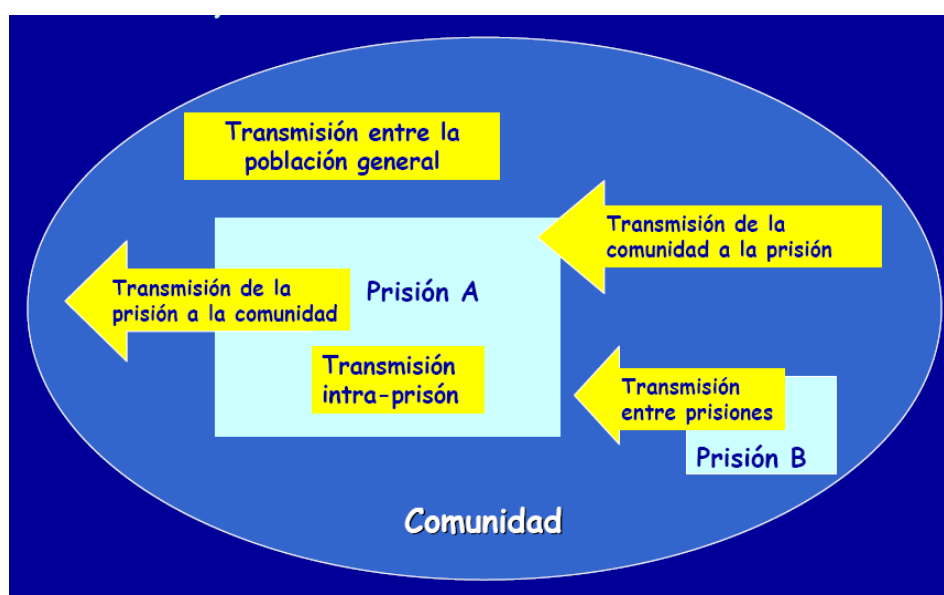 Transmisión entre la
población general
Transmisión de la
comunidad a la prisión
Transmisión de la
prisión a la comunidad
Prisión A
Transmisión
intra-prisón
Transmisión
entre prisiones
Prisión B
Comunidad